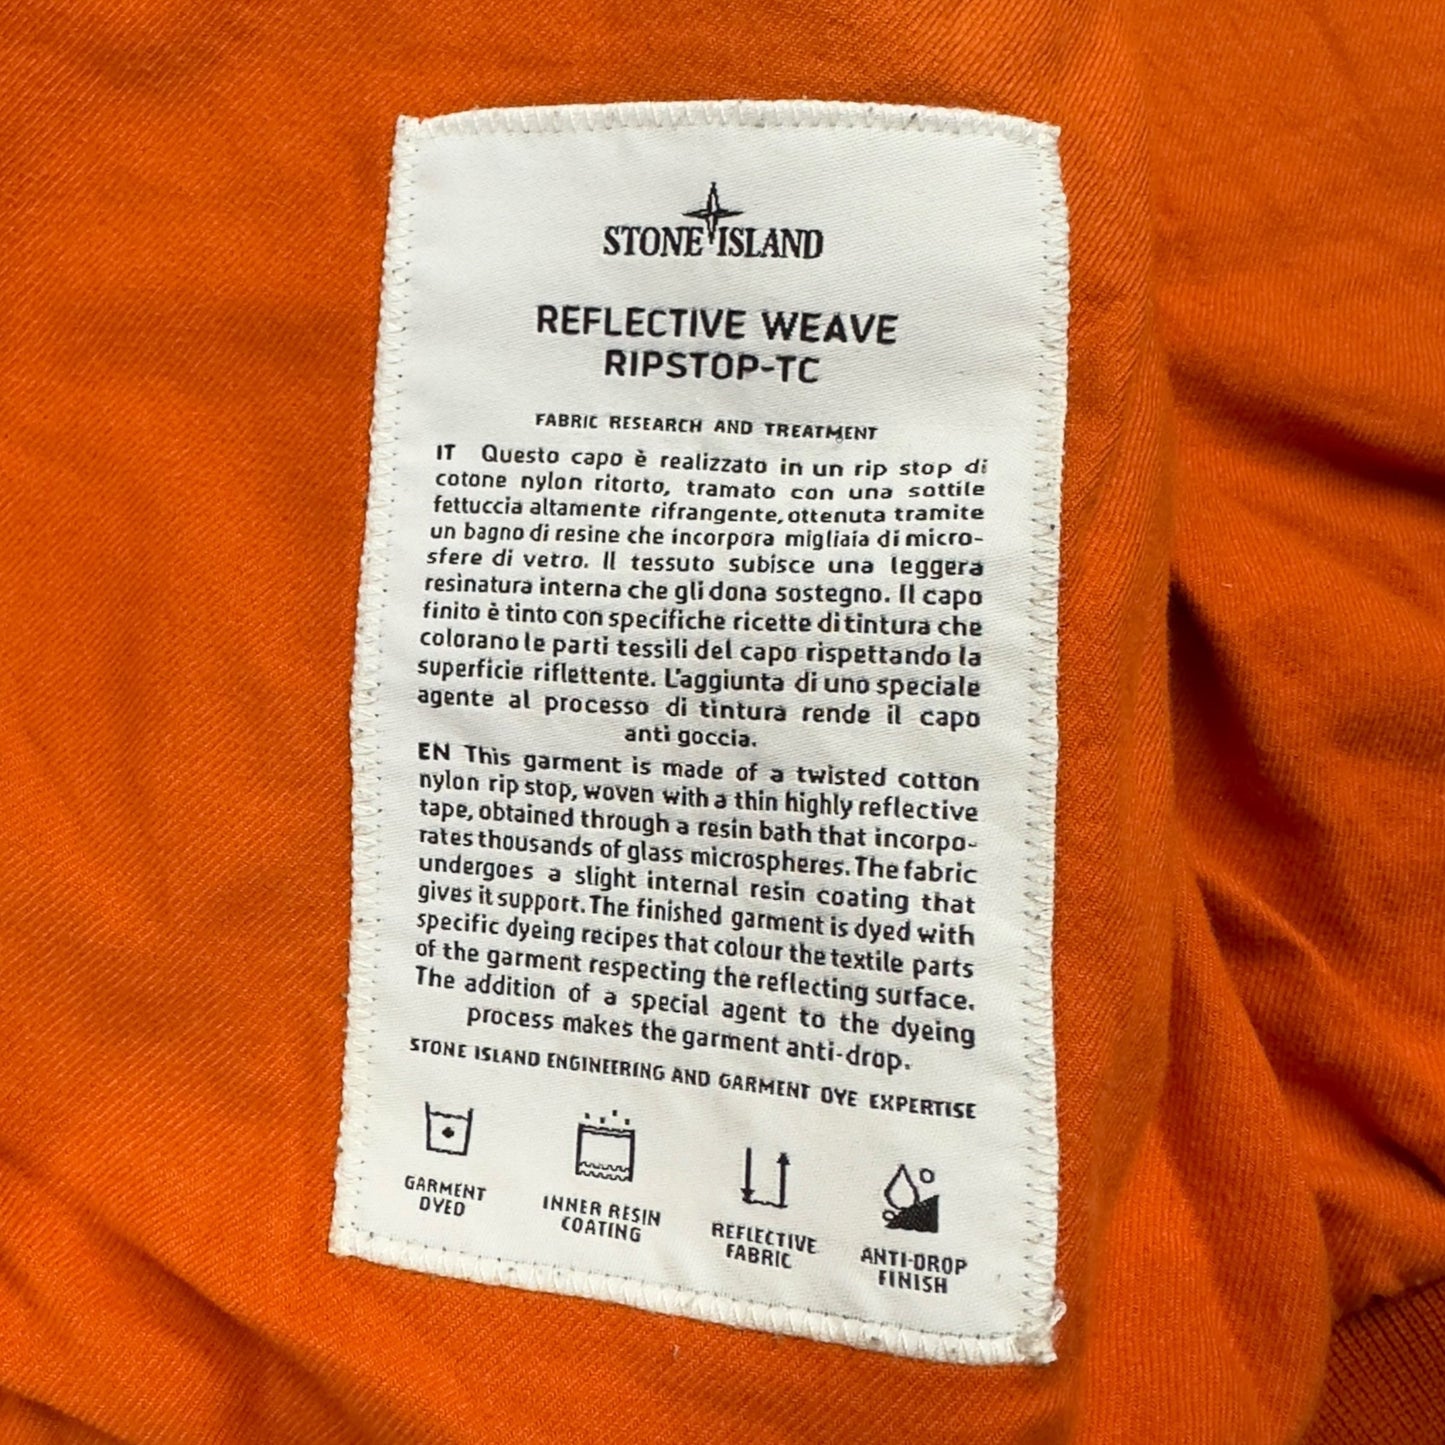 STONE ISLAND
REFLECTIVE WEAVE
RIPSTOP-TC
FABRIC RESEARCH AND TREATMENT
IT Questo capo è realizzato in un rip stop di
cotone nylon ritorto, tramato con una sottile
fettuccia altamente rifrangente, ottenuta tramite
un bagno di resine che incorpora migliaia di micro-
sfere di vetro. Il tessuto subisce una leggera
resinatura interna che gli dona sostegno. Il capo
finito è tinto con specifiche ricette di tintura che
colorano le parti tessili del capo rispettando la
superficie riflettente. L'aggiunta di uno speciale
agente al processo di tintura rende il capo
anti goccia.
EN This garment is made of a twisted cotton
nylon rip stop, woven with a thin highly reflective
tape, obtained through a resin bath that incorpo-
rates thousands of glass microspheres. The fabric
undergoes a slight internal resin coating that
gives it support. The finished garment is dyed with
specific dyeing recipes that colour the textile parts
of the garment respecting the reflecting surface.
The addition of a special agent to the dyeing
process makes the garment anti-drop.
STONE ISLAND ENGINEERING AND GARMENT DYE EXPERTISE
GARMENT
DYED
INNER RESIN
COATING
REFLECTIVE
FABRIC
ANTI-DROP
FINISH